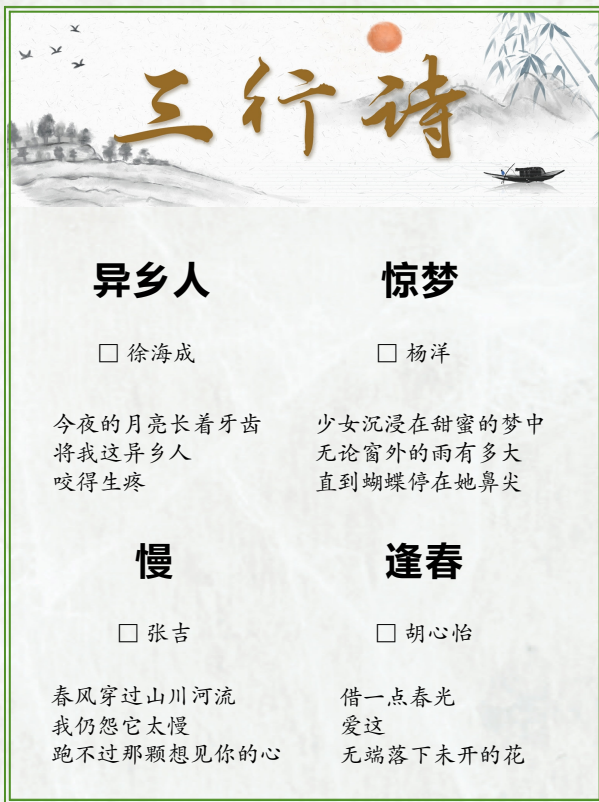 三行诗
异乡人
□ 徐海成
今夜的月亮长着牙齿
将我这异乡人
咬得生疼
惊梦
□ 杨洋
少女沉浸在甜蜜的梦中
无论窗外的雨有多大
直到蝴蝶停在她鼻尖
慢
□ 张吉
春风穿过山川河流
我仍怨它太慢
跑不过那颗想见你的心
逢春
□ 胡心怡
借一点春光
爱这
无端落下未开的花